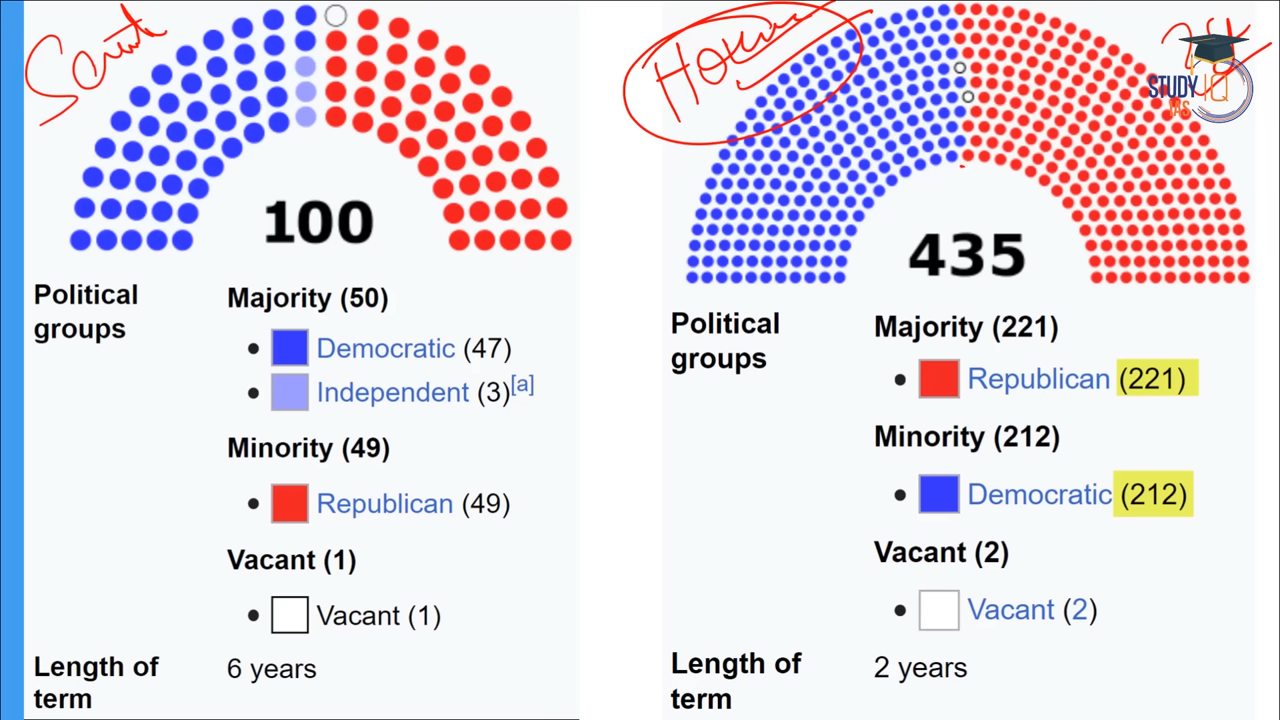 Senate
100
Political
groups
Majority (50)
Democratic (47)
Independent (3)[a]
Minority (49)
Republican (49)
Vacant (1)
Vacant (1)
Length of
term
6 years
House
STUDY IQ
IAS
435
Political
groups
Majority (221)
Republican (221)
Minority (212)
Democratic (212)
Vacant (2)
Vacant (2)
Length of
term
2 years